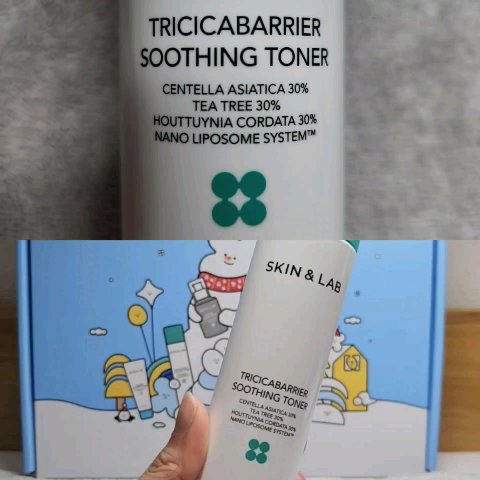 TRICICABARRIER
SOOTHING TONER
CENTELLA ASIATICA 30%
TEA TREE 30%
HOUTTUYNIA CORDATA 30%
NANO LIPOSOME SYSTEM™
SKIN & LAB
TRICICABARRIER
SOOTHING TONER
CENTELLA ASIATICA 30%
TEA TREE 30%
HOUTTUYNIA CORDATA 30%
NANO LIPOSOME SYSTEM™